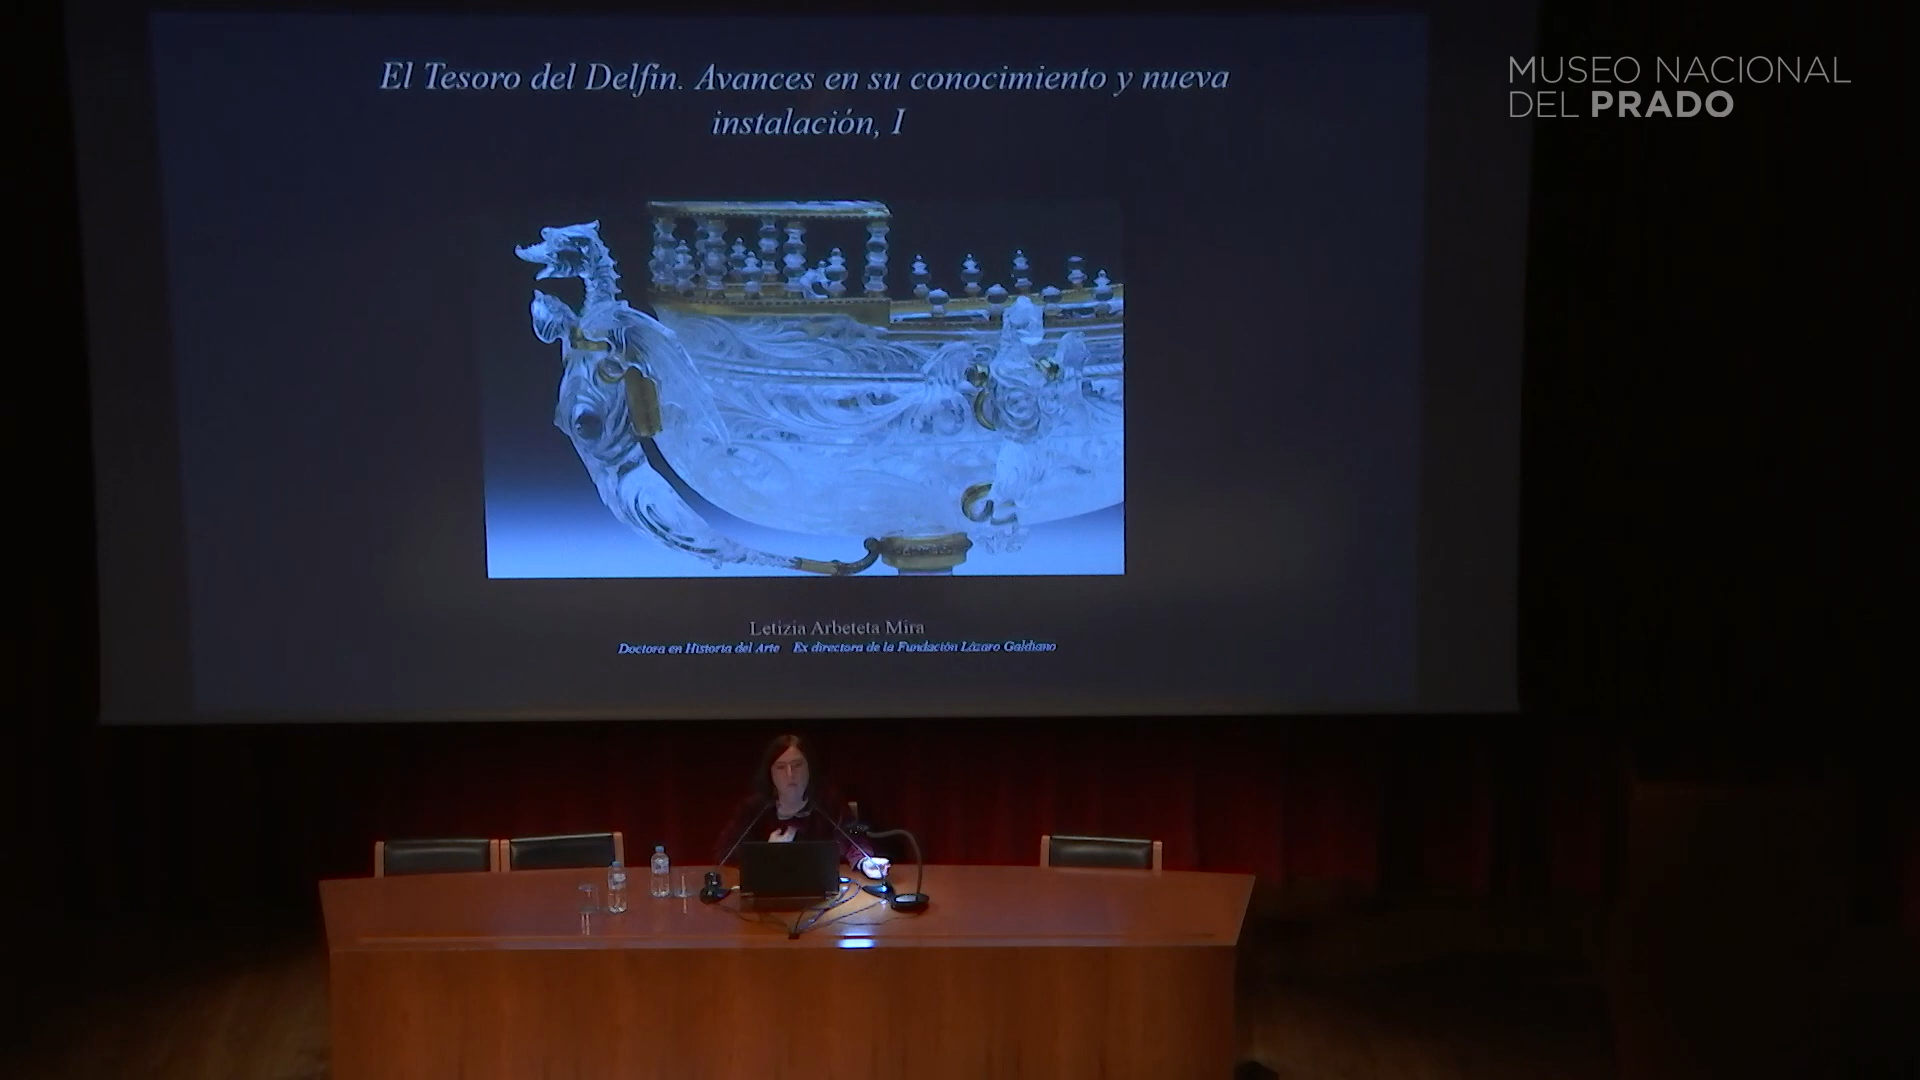 El Tesoro del Delfín. Avances en su conocimiento y nueva
instalación, I
MUSEO NACIONAL
DEL PRADO
Letizia Arbeteta Mira
Doctora en Historia del Arte Ex directora de la Fundación Lázaro Galdiano